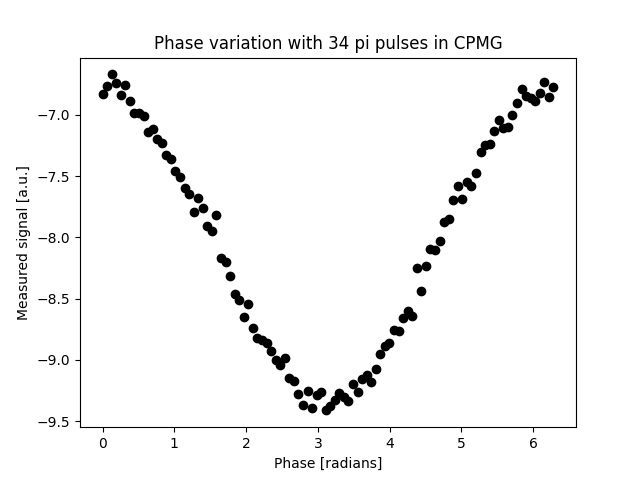 Phase variation with 34 pi pulses in CPMG
−7.0
−7.5
−8.0
−8.5
−9.0
−9.5
Measured signal [a.u.]
0 1 2 3 4 5 6
Phase [radians]